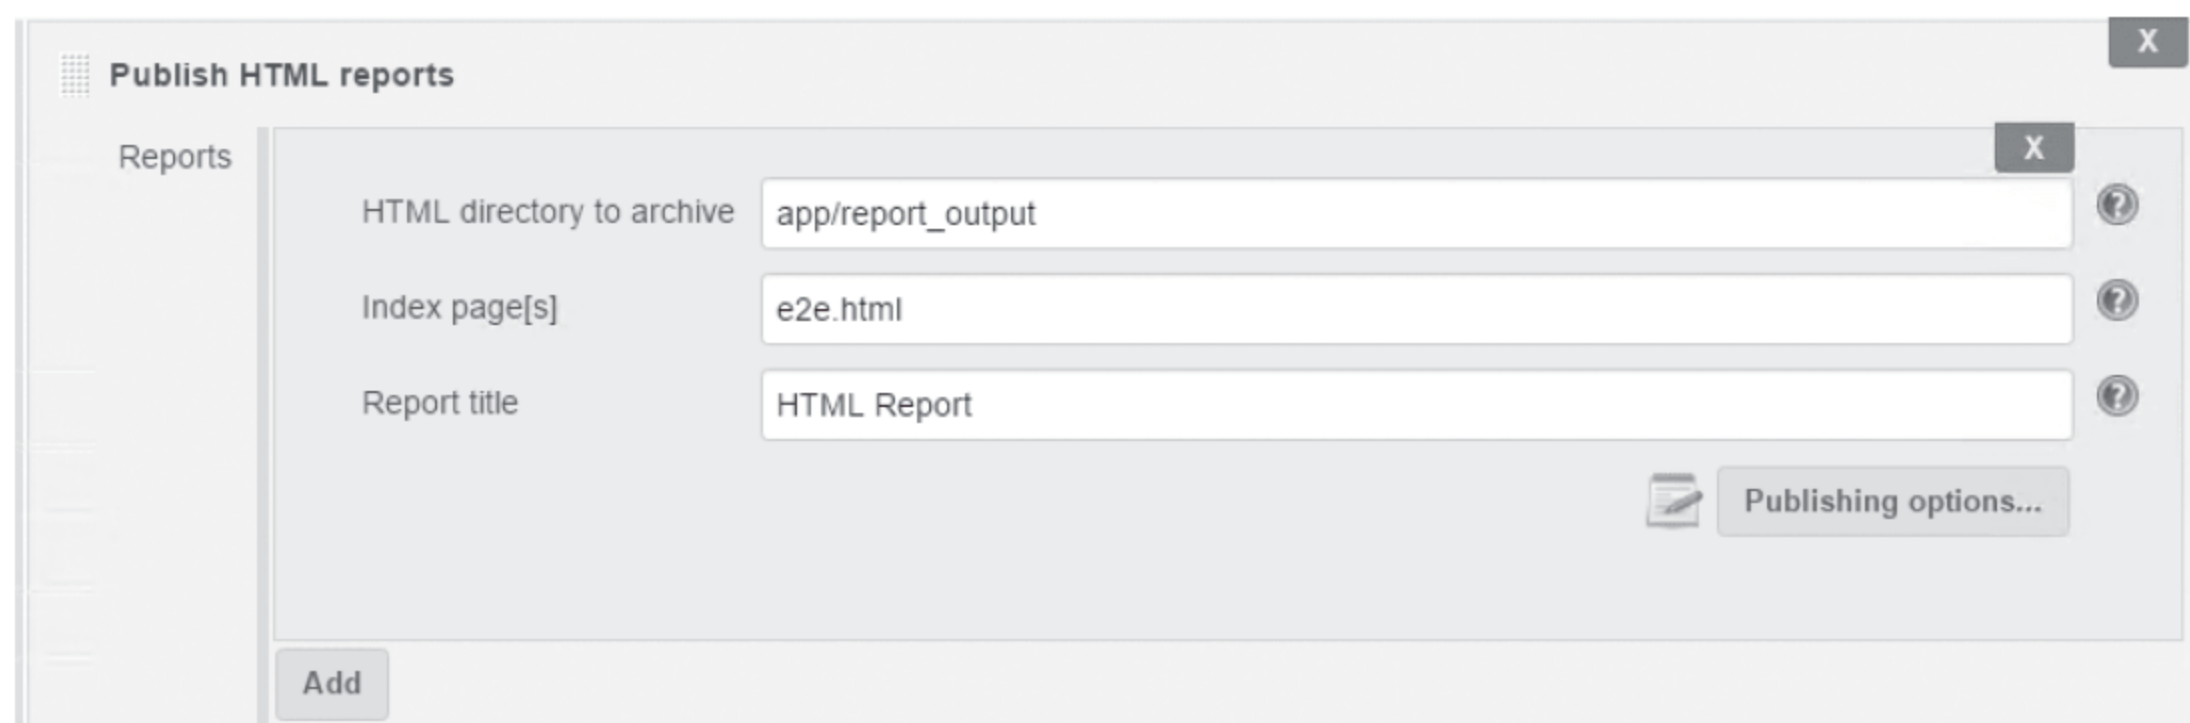 X
Publish HTML reports
Reports
X
HTML directory to archive app/report_output
?
Index page[s] e2e.html
?
Report title HTML Report
?
Publishing options...
Add